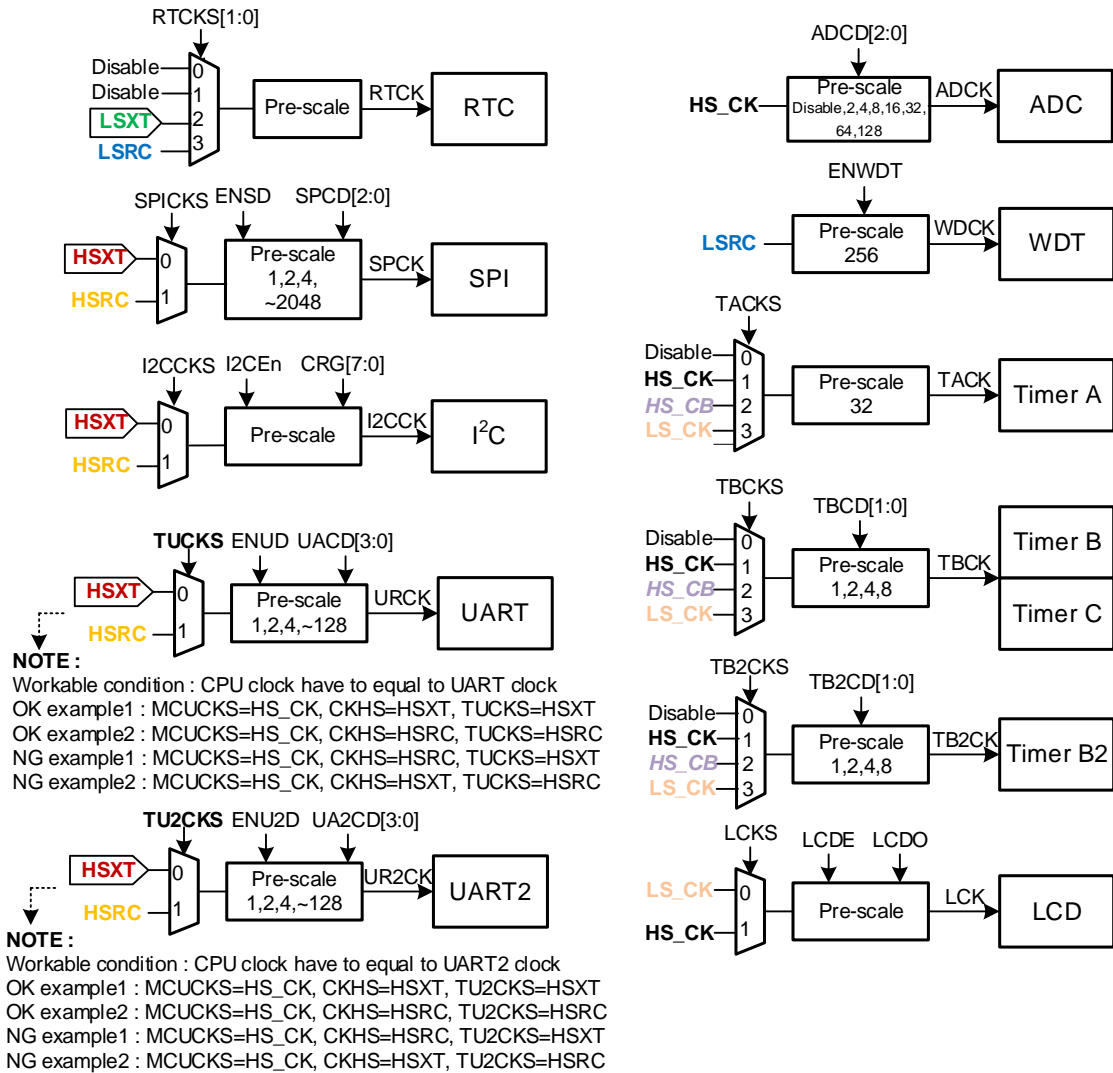 RTCKS[1:0]
Disable
Disable
LSXT
LSRC
0
1
2
3
Pre-scale
RTCK
RTC
SPICKS
ENSD
SPCD[2:0]
HSXT
HSRC
0
1
Pre-scale
1,2,4,
~2048
SPCK
SPI
I2CCKS
I2CEn
CRG[7:0]
HSXT
HSRC
0
1
Pre-scale
I2CCK
I²C
TUCKS
ENUD
UACD[3:0]
HSXT
HSRC
0
1
Pre-scale
1,2,4,~128
URCK
UART
NOTE :
Workable condition : CPU clock have to equal to UART clock
OK example1 : MCUCKS=HS_CK, CKHS=HSXT, TUCKS=HSXT
OK example2 : MCUCKS=HS_CK, CKHS=HSRC, TUCKS=HSRC
NG example1 : MCUCKS=HS_CK, CKHS=HSRC, TUCKS=HSXT
NG example2 : MCUCKS=HS_CK, CKHS=HSXT, TUCKS=HSRC
TU2CKS
ENU2D
UA2CD[3:0]
HSXT
HSRC
0
1
Pre-scale
1,2,4,~128
UR2CK
UART2
NOTE :
Workable condition : CPU clock have to equal to UART2 clock
OK example1 : MCUCKS=HS_CK, CKHS=HSXT, TU2CKS=HSXT
OK example2 : MCUCKS=HS_CK, CKHS=HSRC, TU2CKS=HSRC
NG example1 : MCUCKS=HS_CK, CKHS=HSRC, TU2CKS=HSXT
NG example2 : MCUCKS=HS_CK, CKHS=HSXT, TU2CKS=HSRC
ADCD[2:0]
HS_CK
Pre-scale
Disable,2,4,8,16,32,
64,128
ADCK
ADC
ENWDT
LSRC
Pre-scale
256
WDCK
WDT
TACKS
Disable
HS_CK
HS_CB
LS_CK
0
1
2
3
Pre-scale
32
TACK
Timer A
TBCKS
TBCD[1:0]
Disable
HS_CK
HS_CB
LS_CK
0
1
2
3
Pre-scale
1,2,4,8
TBCK
Timer B
Timer C
TB2CKS
TB2CD[1:0]
Disable
HS_CK
HS_CB
LS_CK
0
1
2
3
Pre-scale
1,2,4,8
TB2CK
Timer B2
LCKS
LCDE
LCDO
LS_CK
HS_CK
0
1
Pre-scale
LCK
LCD